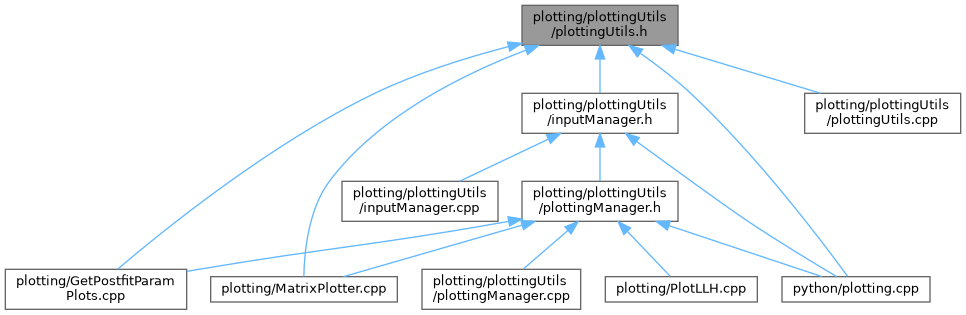 plotting/plottingUtils
/plottingUtils.h
plotting/plottingUtils
/inputManager.h
plotting/plottingUtils
/plottingUtils.cpp
plotting/plottingUtils
/inputManager.cpp
plotting/plottingUtils
/plottingManager.h
plotting/GetPostfitParam
Plots.cpp
plotting/MatrixPlotter.cpp
plotting/plottingUtils
/plottingManager.cpp
plotting/PlotLLH.cpp
python/plotting.cpp